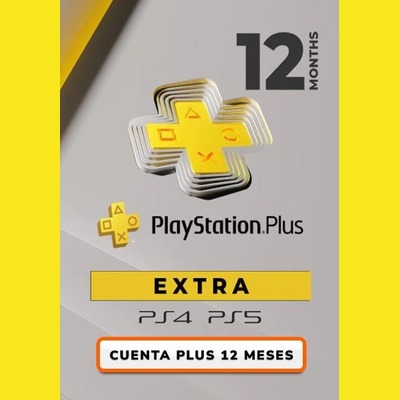 12
MONTHS
PlayStation.Plus
EXTRA
PS4 PS5
CUENTA PLUS 12 MESES